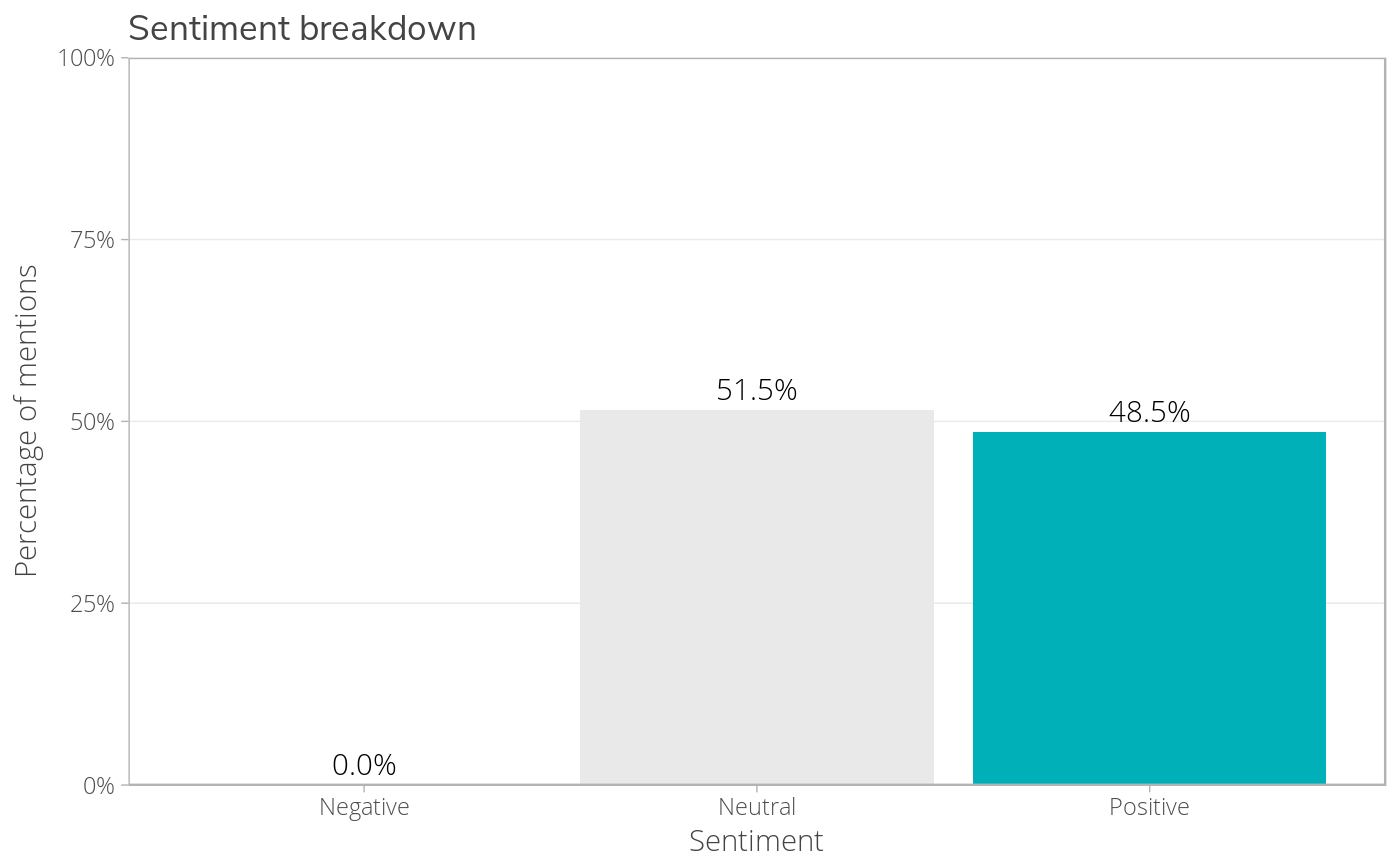 Sentiment breakdown
100%
75%
50%
25%
0%
Percentage of mentions
0.0%
51.5%
48.5%
Negative
Neutral
Positive
Sentiment